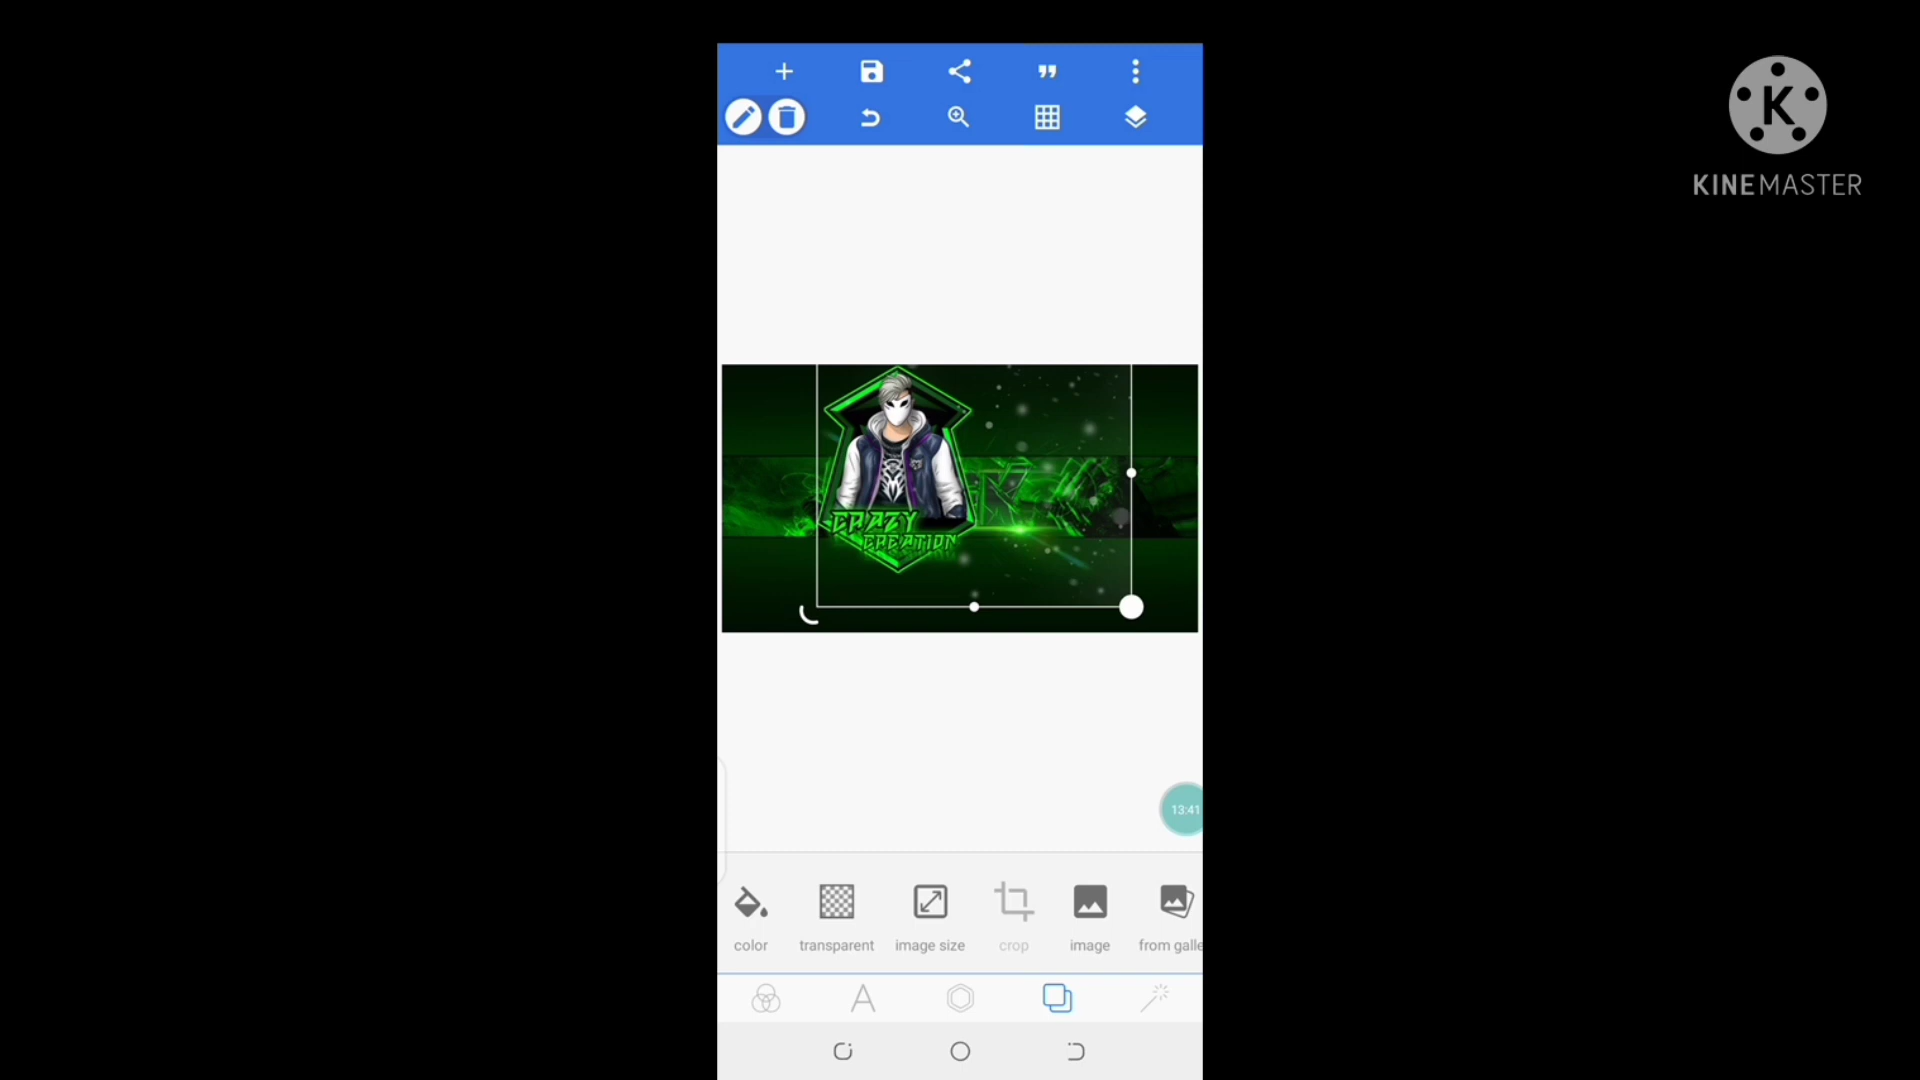 KINEMASTER
CRAZY
CREATION
13:41
color
transparent
image size
crop
image
from galle